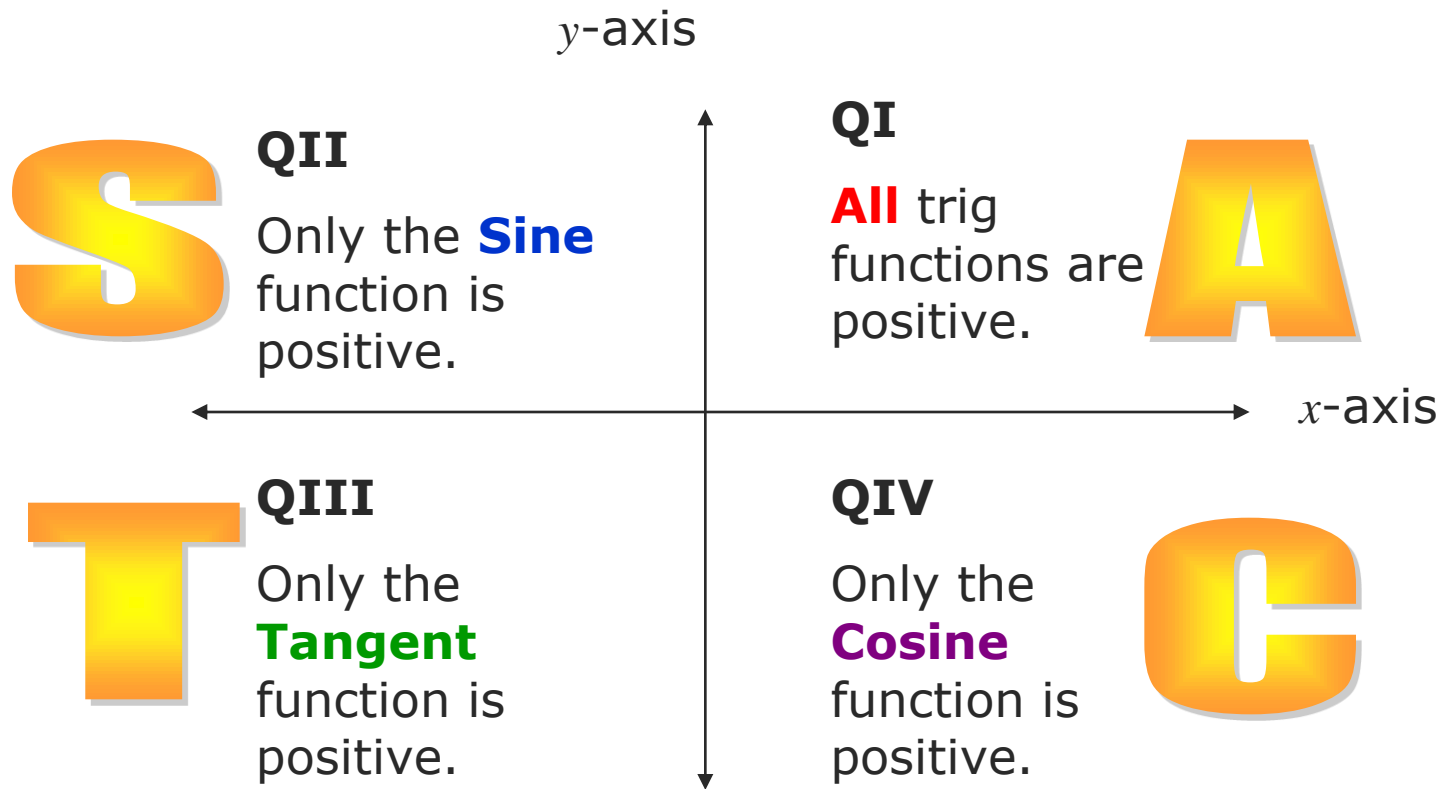 y-axis
S
QII
Only the Sine
function is
positive.
QI
All trig
functions are
positive.
A
x-axis
T
QIII
Only the
Tangent
function is
positive.
QIV
Only the
Cosine
function is
positive.
C